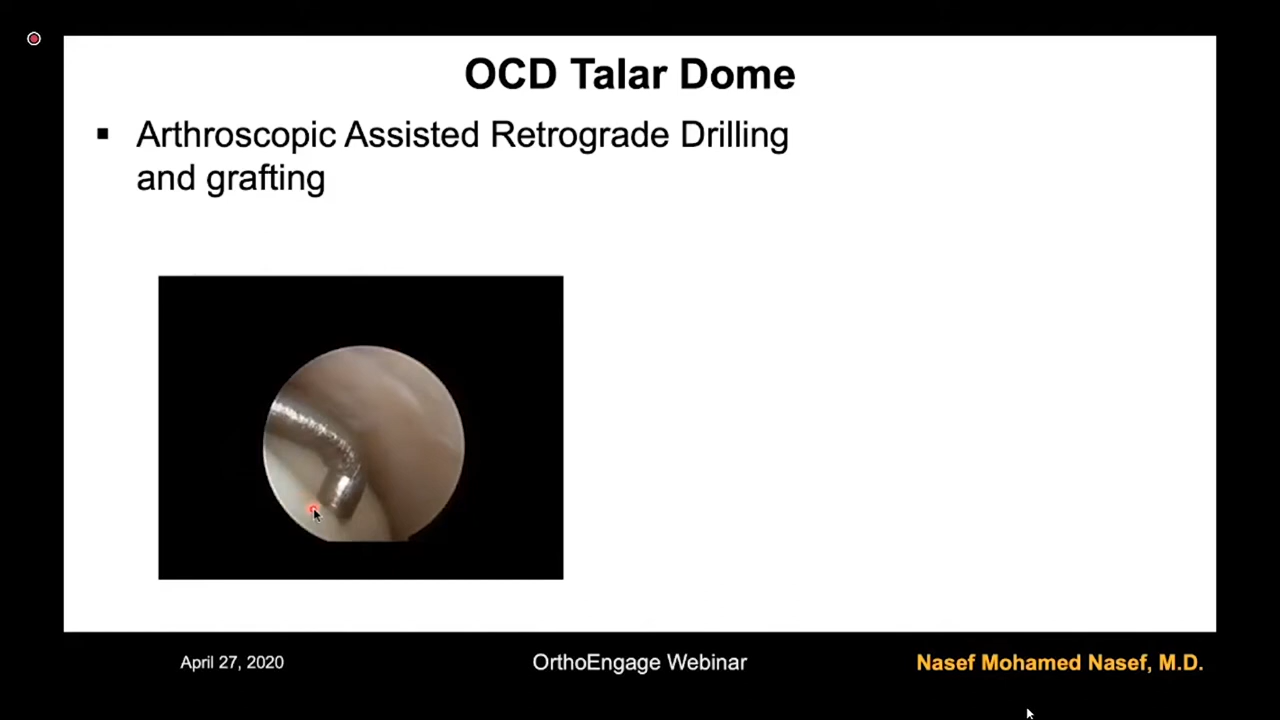 OCD Talar Dome
▪ Arthroscopic Assisted Retrograde Drilling
and grafting
April 27, 2020
OrthoEngage Webinar
Nasef Mohamed Nasef, M.D.